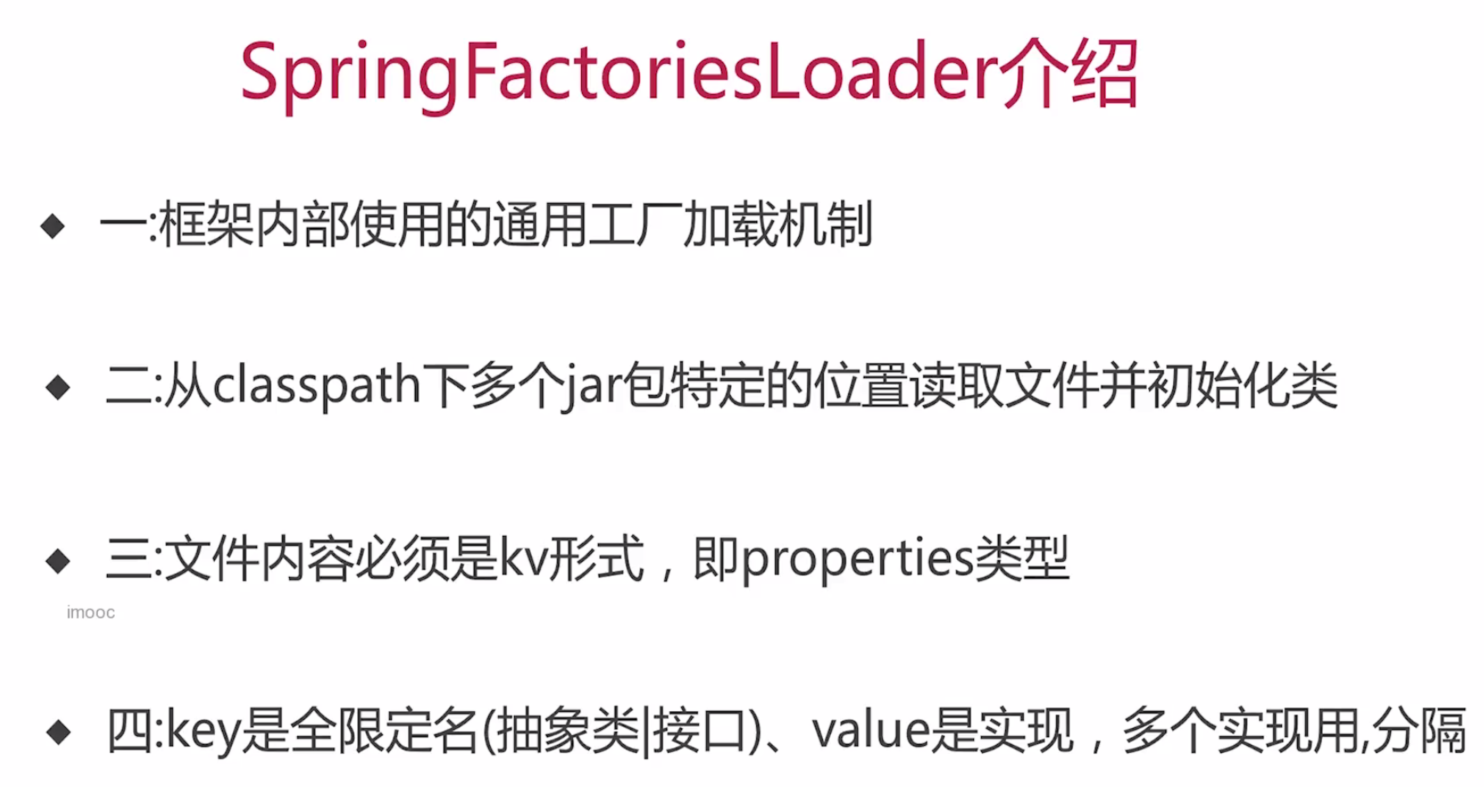 SpringFactoriesLoader介绍
一:框架内部使用的通用工厂加载机制
二:从classpath下多个jar包特定的位置读取文件并初始化类
三:文件内容必须是kv形式，即properties类型
imooc
四:key是全限定名(抽象类|接口)、value是实现，多个实现用,分隔